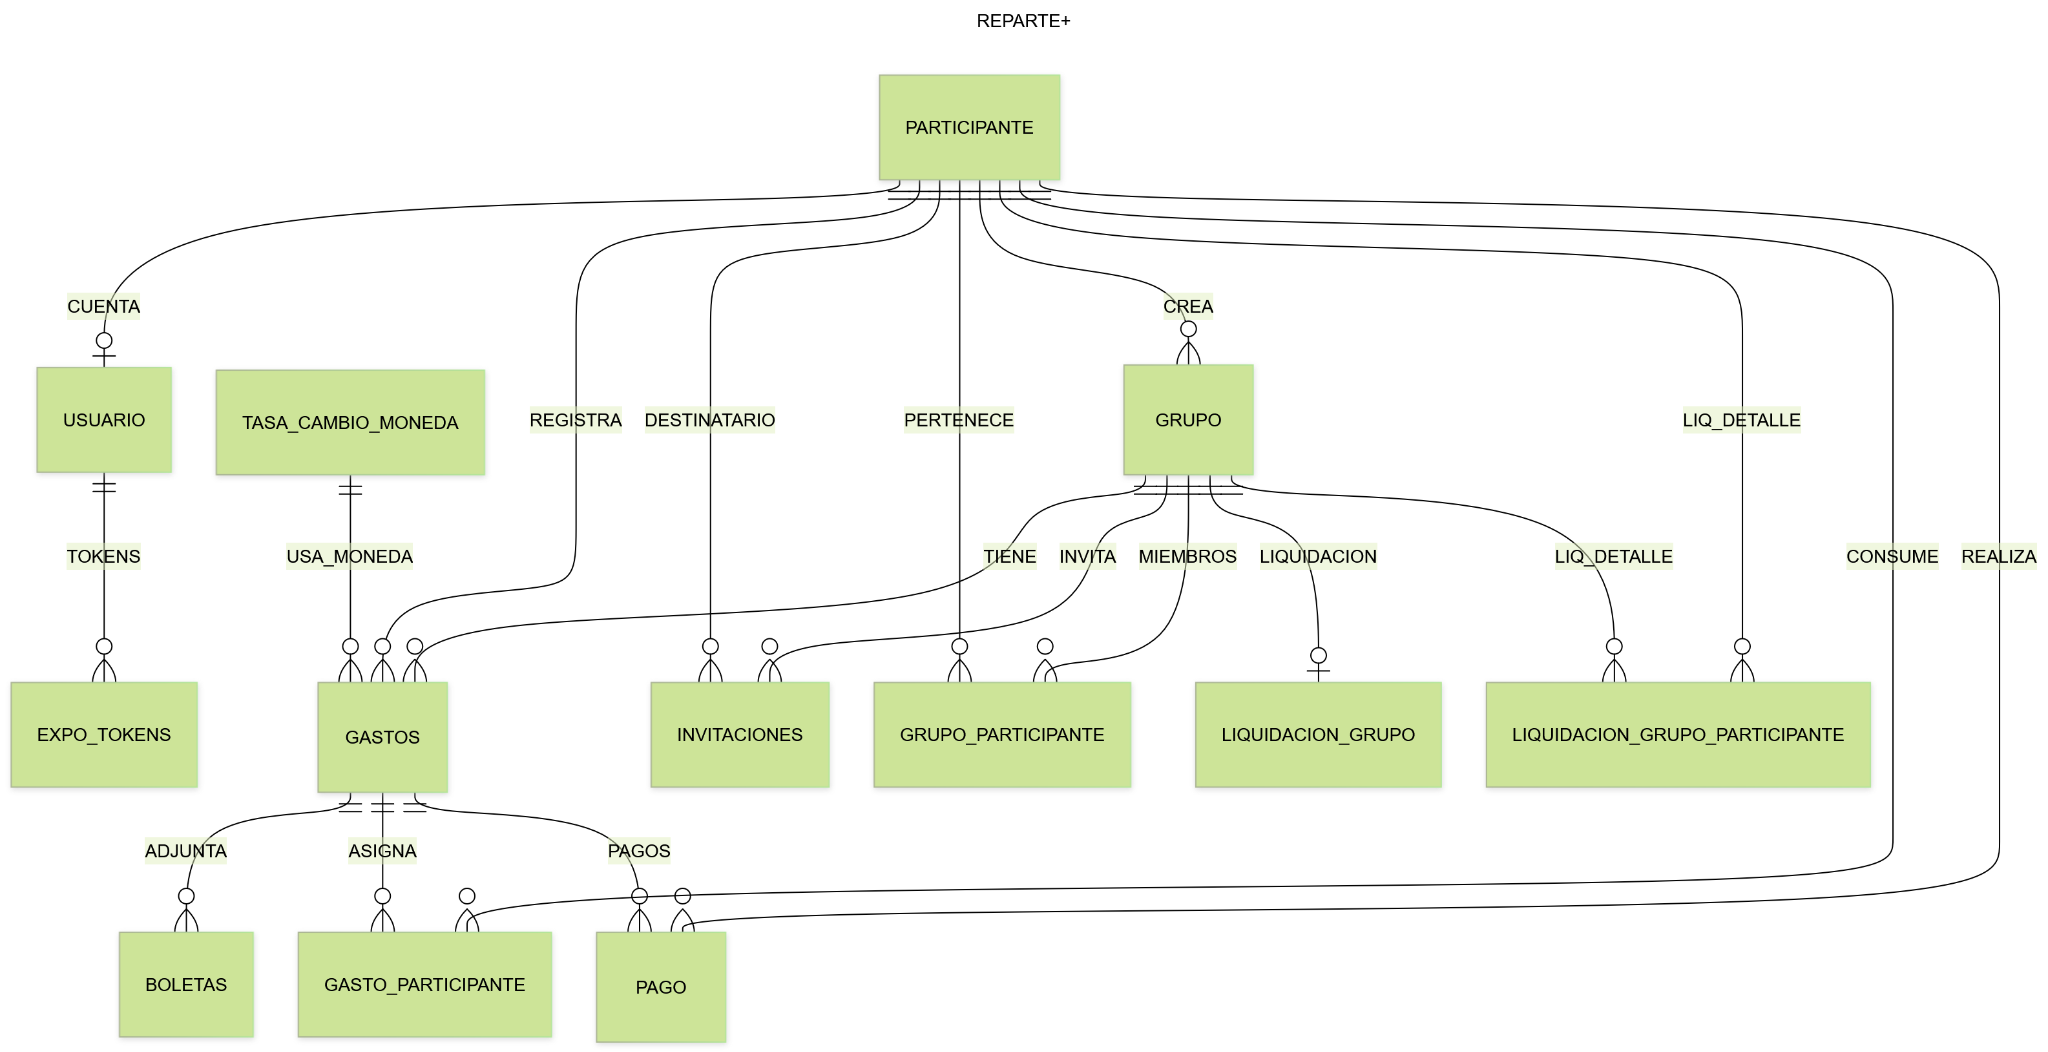 REPARTE+
PARTICIPANTE
CUENTA
CREA
USUARIO
TASA_CAMBIO_MONEDA
REGISTRA
DESTINATARIO
PERTENECE
GRUPO
LIQ_DETALLE
TOKENS
USA_MONEDA
TIENE
INVITA
MIEMBROS
LIQUIDACION
LIQ_DETALLE
CONSUME
REALIZA
EXPO_TOKENS
GASTOS
INVITACIONES
GRUPO_PARTICIPANTE
LIQUIDACION_GRUPO
LIQUIDACION_GRUPO_PARTICIPANTE
ADJUNTA
ASIGNA
PAGOS
BOLETAS
GASTO_PARTICIPANTE
PAGO